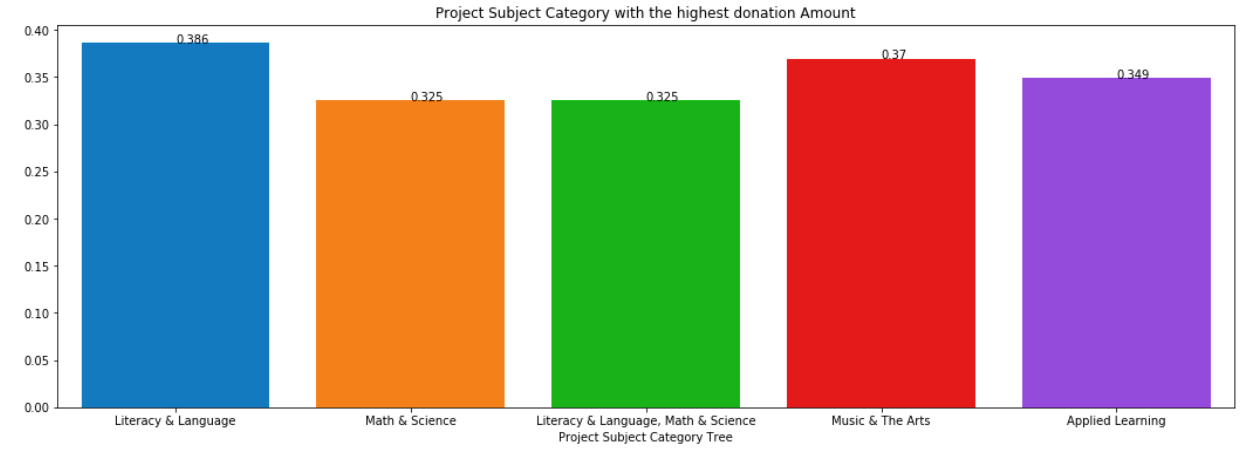 Project Subject Category with the highest donation Amount
0.40
0.35
0.30
0.25
0.20
0.15
0.10
0.05
0.00
0.386
0.325
0.325
0.37
0.349
Literacy & Language
Math & Science
Literacy & Language, Math & Science
Music & The Arts
Applied Learning
Project Subject Category Tree